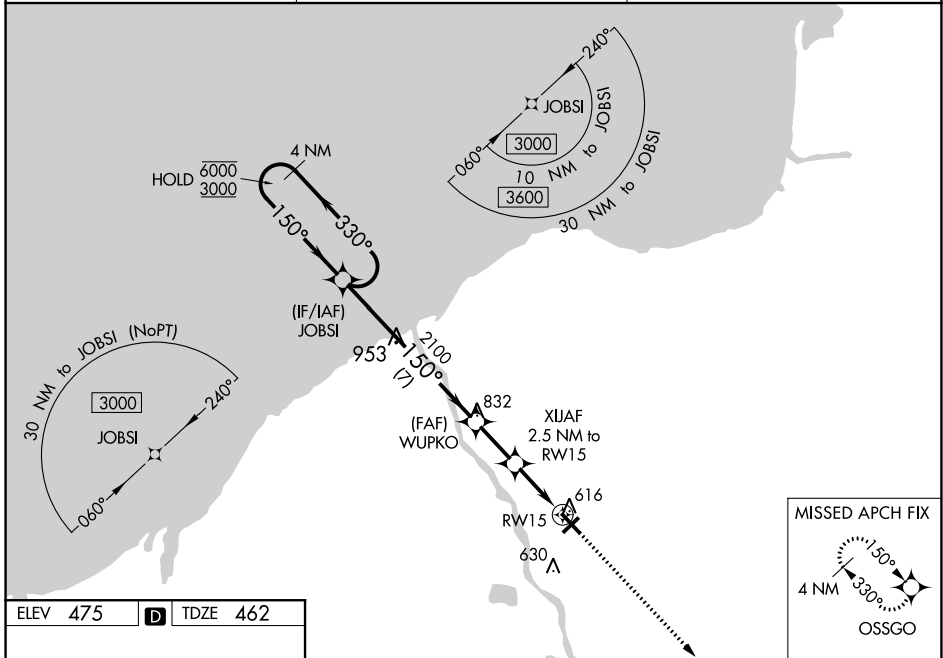 240°
JOBSI
3000
060°
10 NM to JOBSI
3600
30 NM to JOBSI
4 NM
HOLD 6000
3000
150°
330°
(IF/IAF)
JOBSI
953
2100
150°
(7)
30 NM to JOBSI (NoPT)
3000
240°
JOBSI
060°
832
(FAF)
WUPKO
XIJAF
2.5 NM to
RW15
616
RW15
630
MISSED APCH FIX
150°
4 NM
330°
OSSGO
ELEV 475 D TDZE 462